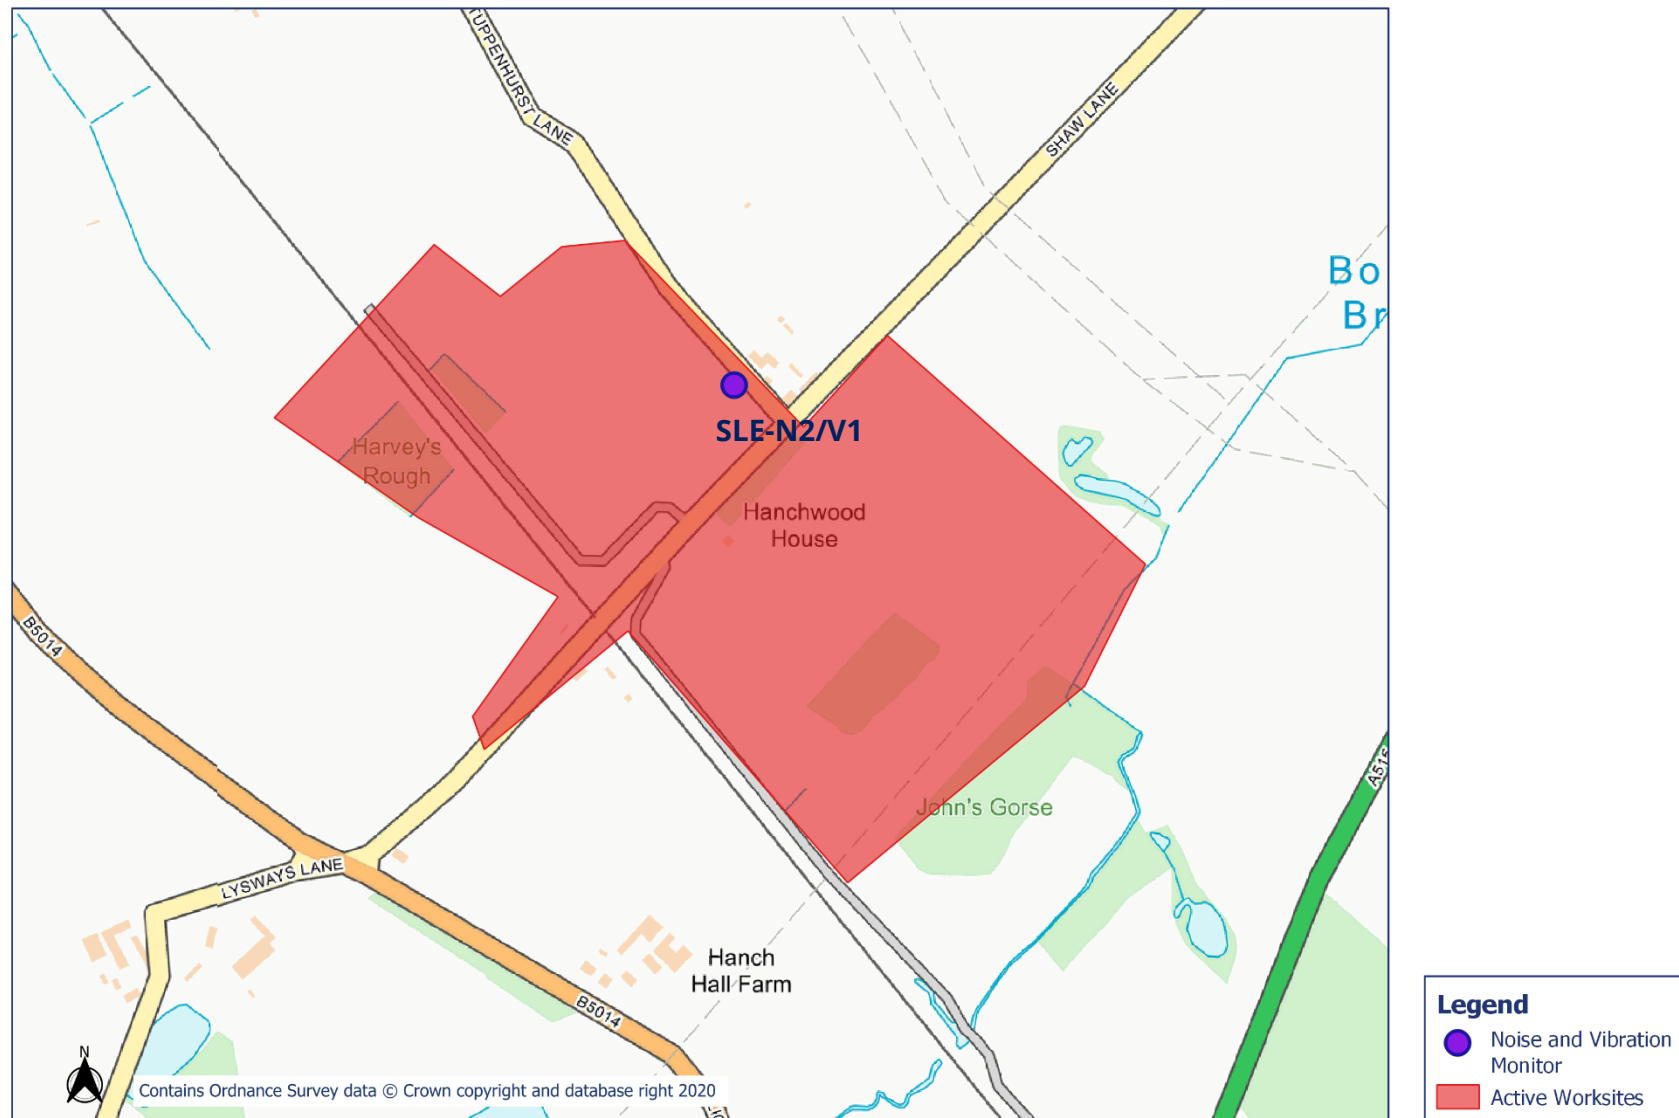 TUPPENHURST LANE
SHAW LANE
Bo
Br
SLE-N2/V1
Harvey's
Rough
Hanchwood
House
B5014
A515
John's Gorse
LYSWAYS LANE
Hanch
Hall Farm
B5014
N
Contains Ordnance Survey data © Crown copyright and database right 2020
Legend
Noise and Vibration
Monitor
Active Worksites